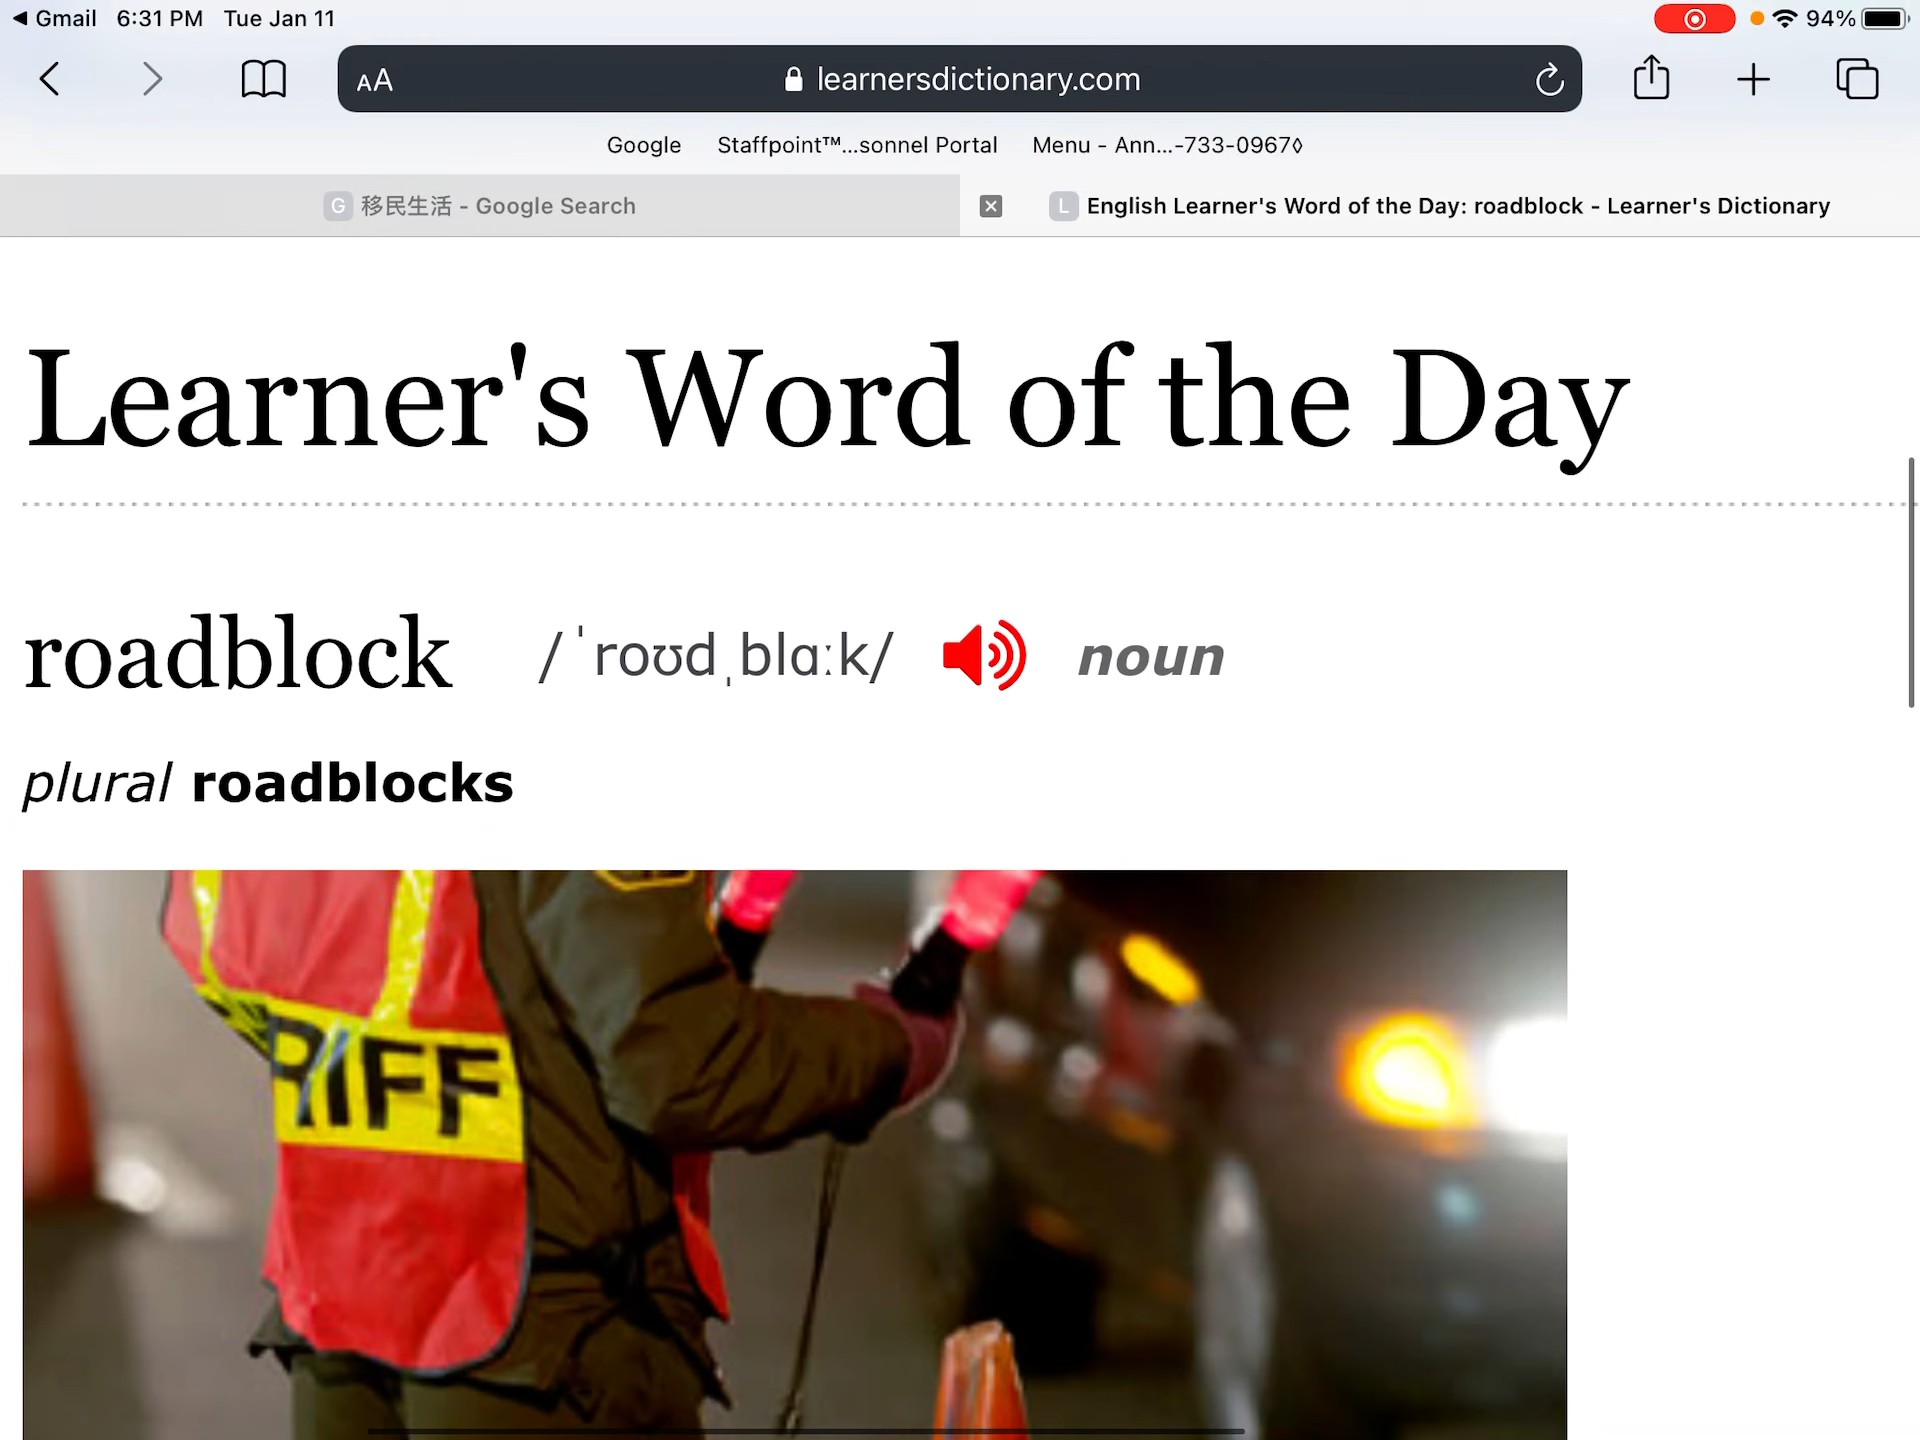 Gmail 6:31 PM Tue Jan 11 94%
AA learnersdictionary.com
Google Staffpoint™...sonnel Portal Menu - Ann...-733-0967◊
G 移民生活 - Google Search L English Learner's Word of the Day: roadblock - Learner's Dictionary
Learner's Word of the Day
roadblock /ˈroʊdˌblɑːk/ noun
plural roadblocks
RIFF